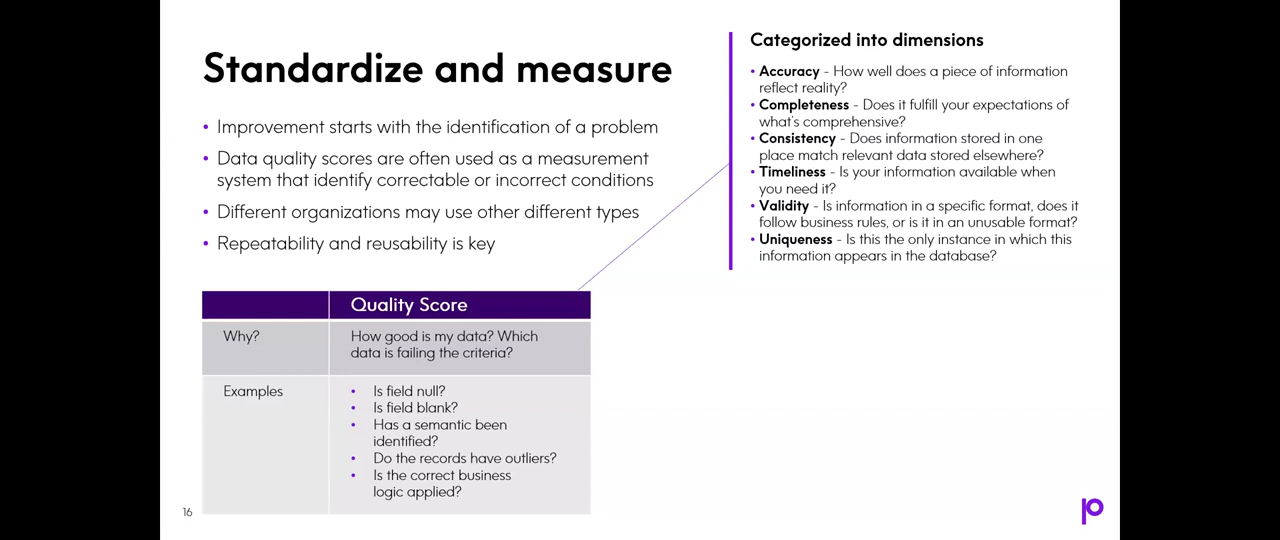 Standardize and measure
• Improvement starts with the identification of a problem
• Data quality scores are often used as a measurement
system that identify correctable or incorrect conditions
• Different organizations may use other different types
• Repeatability and reusability is key
Categorized into dimensions
• Accuracy - How well does a piece of information
reflect reality?
• Completeness - Does it fulfill your expectations of
what's comprehensive?
• Consistency - Does information stored in one
place match relevant data stored elsewhere?
• Timeliness - Is your information available when
you need it?
• Validity - Is information in a specific format, does it
follow business rules, or is it in an unusable format?
• Uniqueness - Is this the only instance in which this
information appears in the database?
Quality Score
Why?
How good is my data? Which
data is failing the criteria?
Examples
• Is field null?
• Is field blank?
• Has a semantic been
identified?
• Do the records have outliers?
• Is the correct business
logic applied?
16